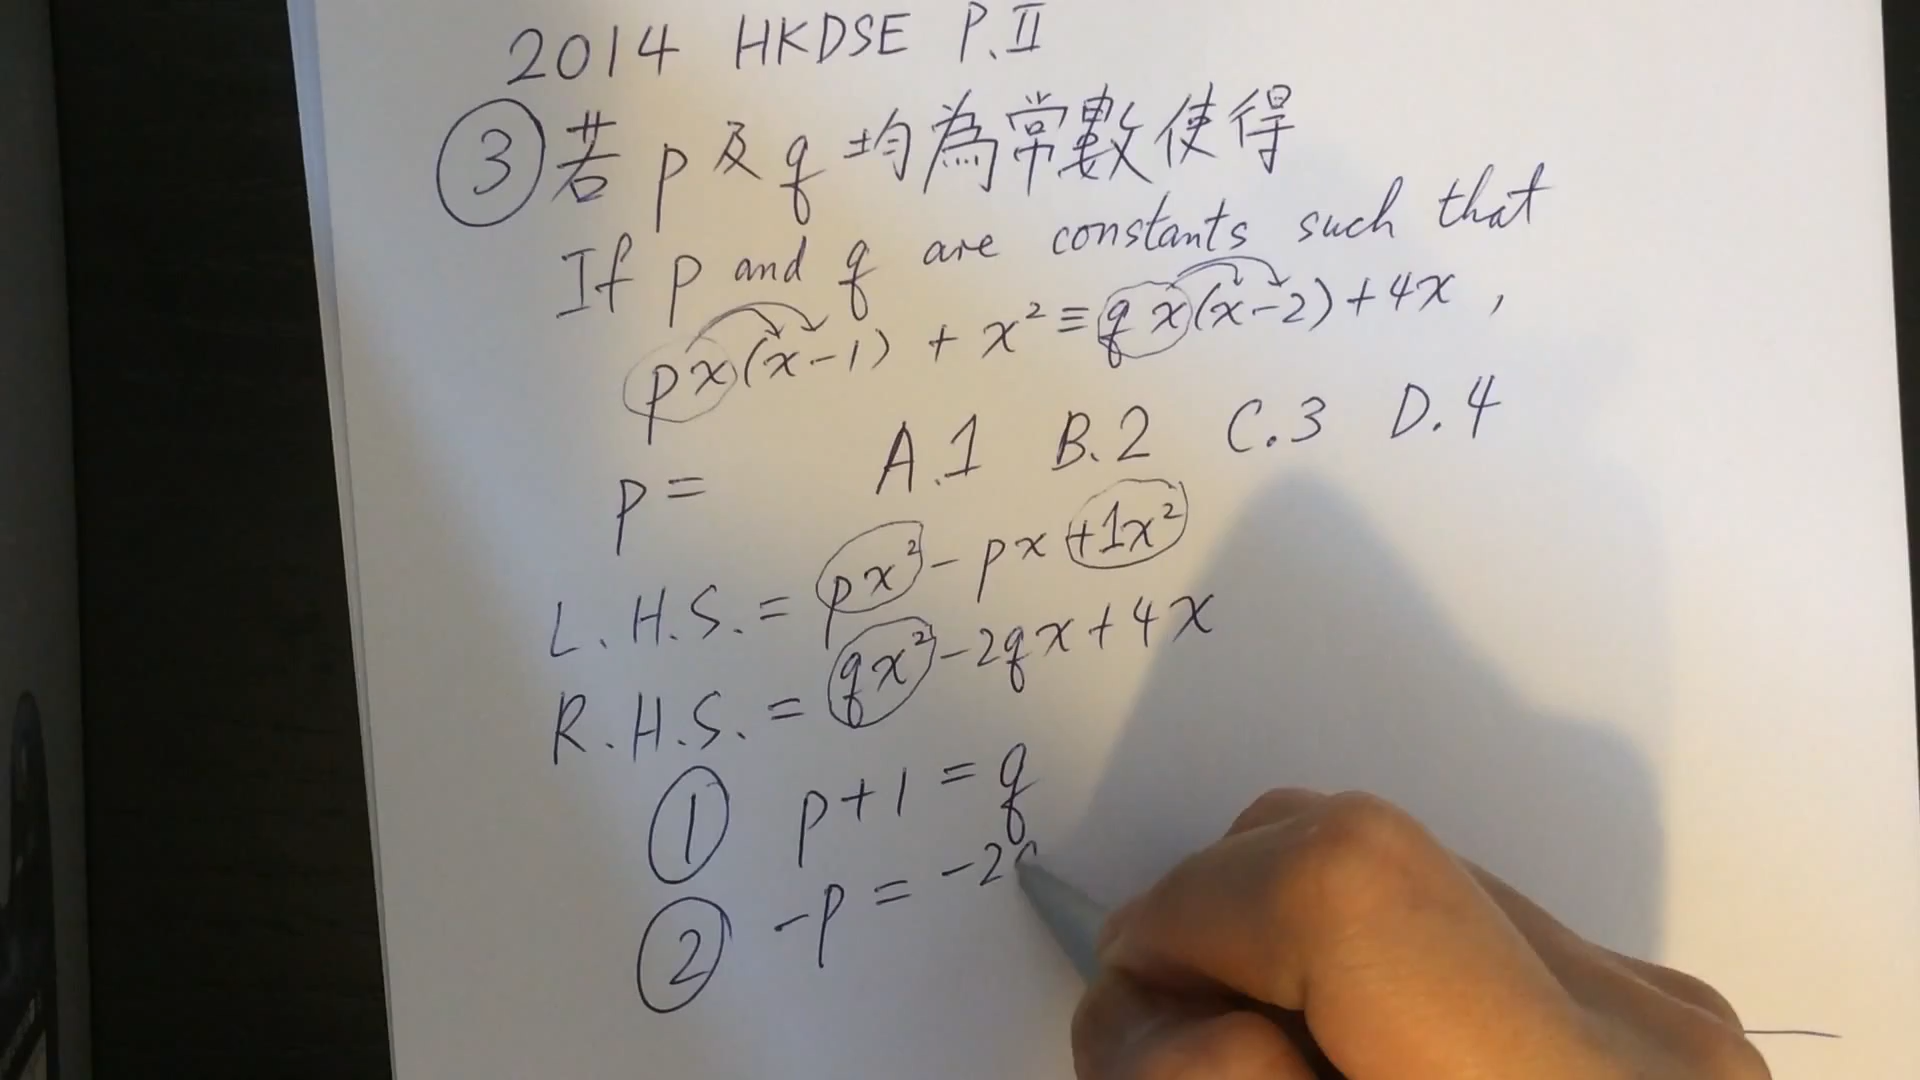 2014 HKDSE P.II
③若 p 及 q 均為常數使得
If p and q are constants such that
px(x-1) + x² ≡ qx(x-2)+4x ,
p= A.1 B.2 C.3 D.4
L.H.S. = px² - px +1x²
R.H.S. = qx² -2qx+4x
① p+1 = q
② -p = -2